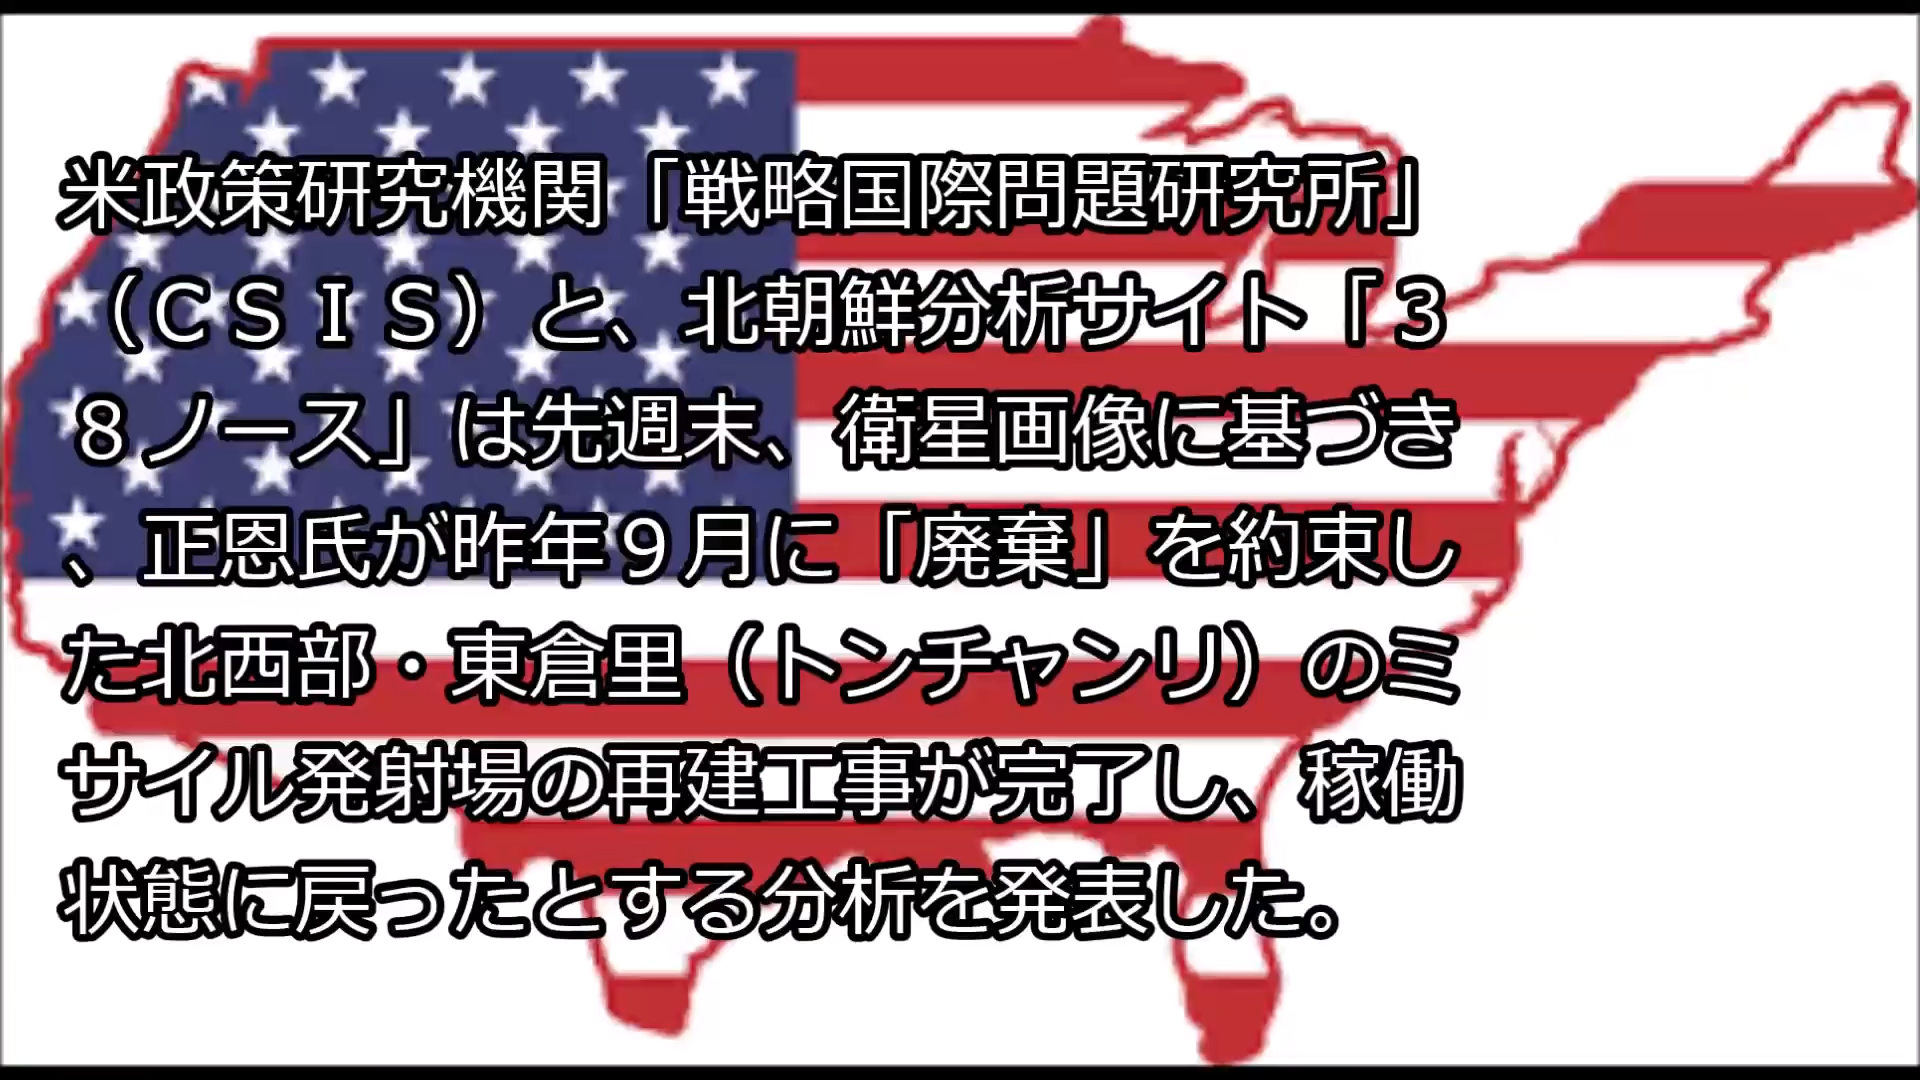 米政策研究機関「戦略国際問題研究所」
（ＣＳＩＳ）と、北朝鮮分析サイト「３
８ノース」は先週末、衛星画像に基づき
、正恩氏が昨年９月に「廃棄」を約束し
た北西部・東倉里（トンチャンリ）のミ
サイル発射場の再建工事が完了し、稼働
状態に戻ったとする分析を発表した。